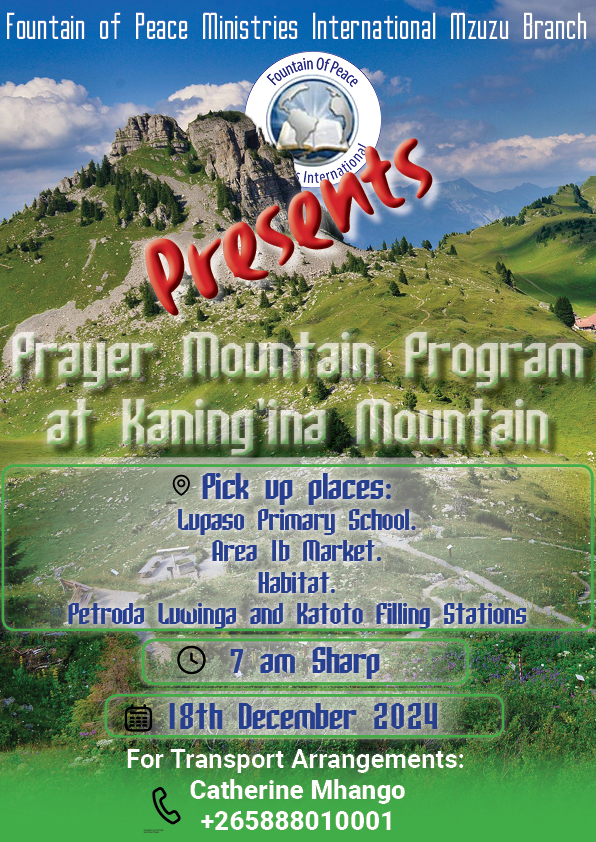 Fountain of Peace Ministries International Mzuzu Branch
Fountain Of Peace
International
Presents
Prayer Mountain Program
at Kaning'ina Mountain
Pick up places:
Lupaso Primary School.
Area 1b Market.
Habitat.
Petroda Luwinga and Katoto Filling Stations
7 am Sharp
18th December 2024
For Transport Arrangements:
Catherine Mhango
+265888010001